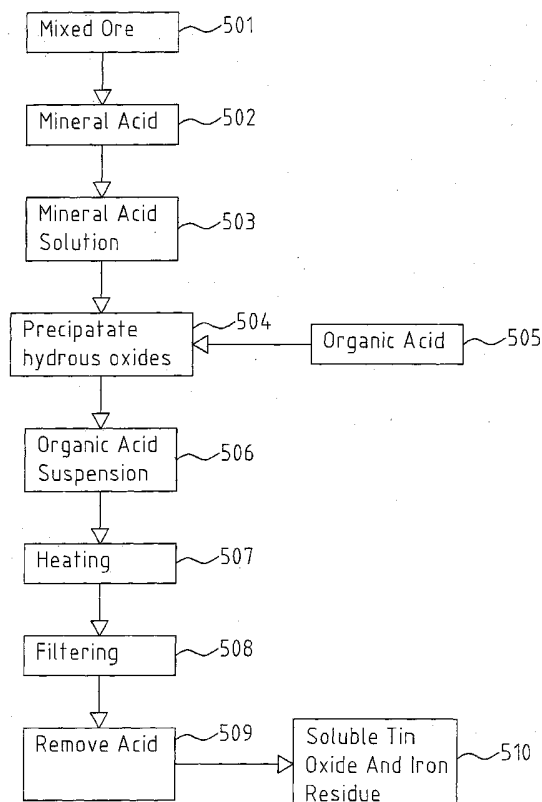 Mixed Ore
501
Mineral Acid
502
Mineral Acid
Solution
503
Precipatate
hydrous oxides
504
Organic Acid
505
Organic Acid
Suspension
506
Heating
507
Filtering
508
Remove Acid
509
Soluble Tin
Oxide And Iron
Residue
510